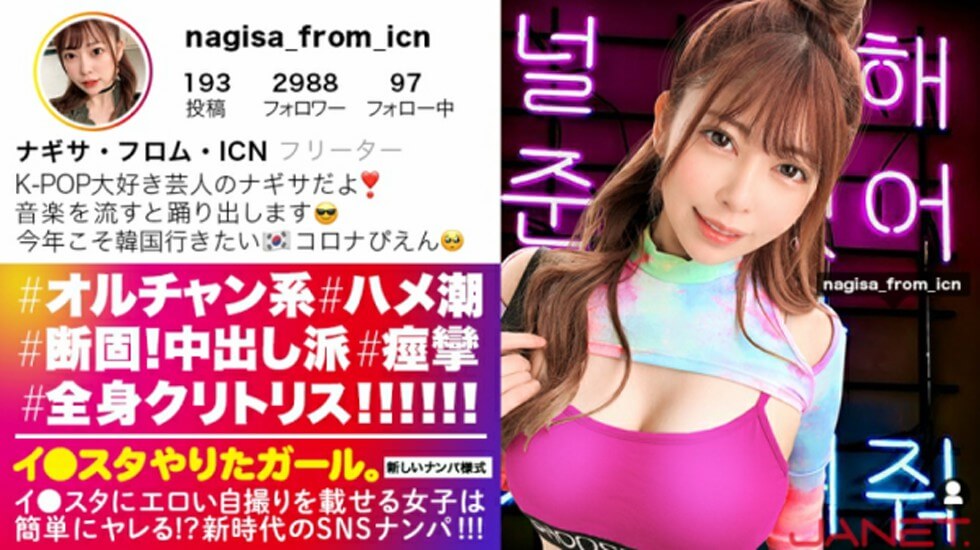 nagisa_from_icn
193 2988 97
投稿 フォロワー フォロー中
ナギサ・フロム・ICN フリーター
K-POP大好き芸人のナギサだよ❣️
音楽を流すと踊り出します😎
今年こそ韓国行きたい🇰🇷コロナぴえん🥺
#オルチャン系#ハメ潮
#断固!中出し派#痙攣
#全身クリトリス!!!!!!
イ●スタやりたガール。 新しいナンパ様式
イ●スタにエロい自撮りを載せる女子は
簡単にヤレる!?新時代のSNSナンパ!!!
널 해
준 어
nagisa_from_icn
줘
JANET.